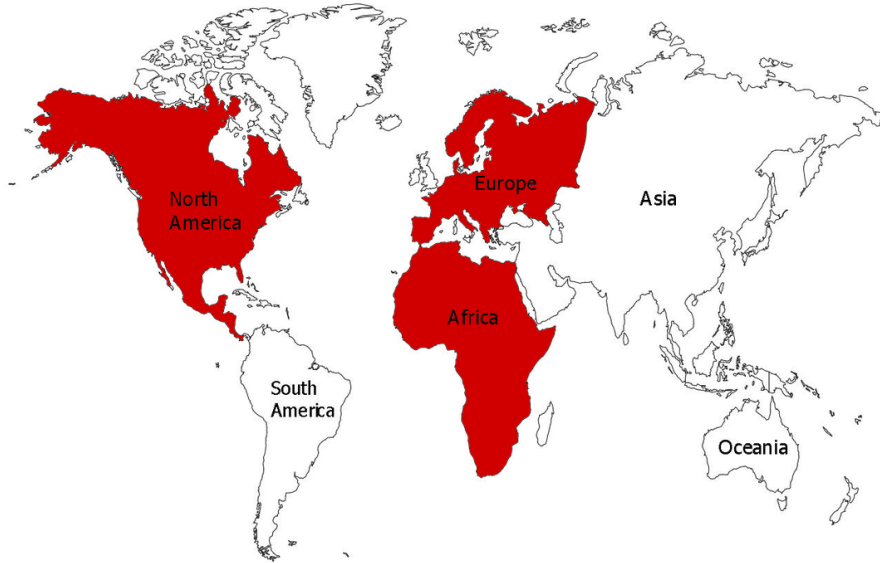 North
America
Europe
Asia
Africa
South
America
Oceania